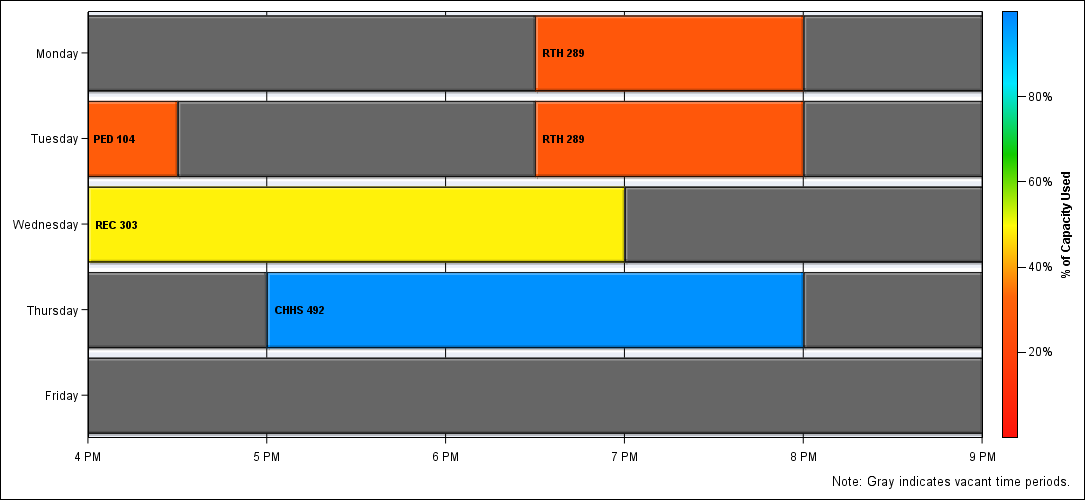 Monday
RTH 289
Tuesday
PED 104
RTH 289
Wednesday
REC 303
Thursday
CHHS 492
Friday
4 PM
5 PM
6 PM
7 PM
8 PM
9 PM
80%
60%
40%
20%
% of Capacity Used
Note: Gray indicates vacant time periods.